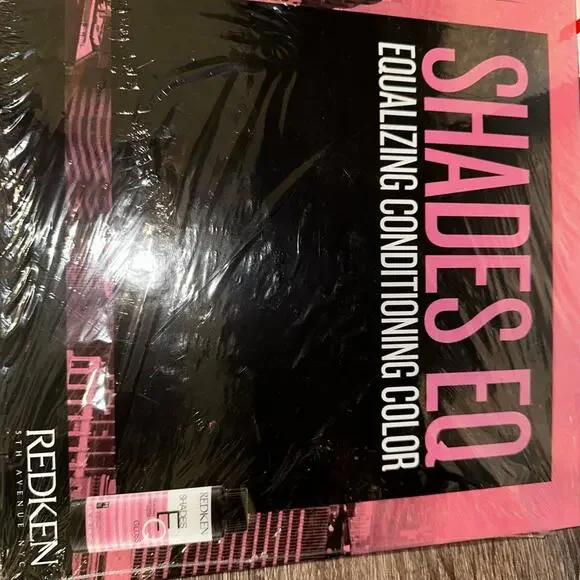 SHADES EQ
EQUALIZING CONDITIONING COLOR
REDKEN
5TH AVENUE NYC
REDKEN
SHADES
EQ
GLOSS